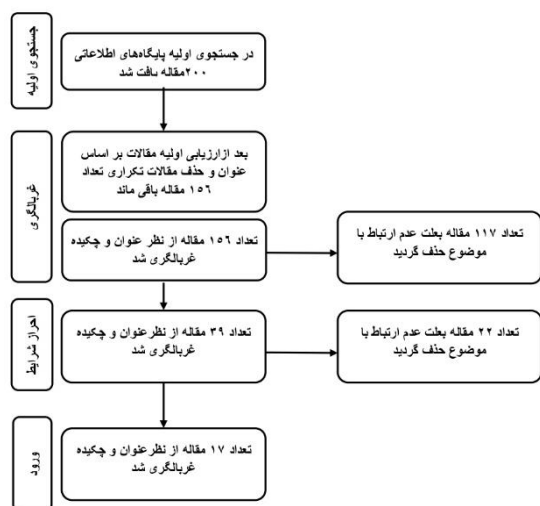 جستجوی اولیه
در جستجوی اولیه پایگاه‌های اطلاعاتی
۲۰۰مقاله یافت شد
غربالگری
بعد ازارزیابی اولیه مقالات بر اساس
عنوان و حذف مقالات تکراری تعداد
۱۵۶ مقاله باقی ماند
تعداد ۱۵۶ مقاله از نظر عنوان و چکیده
غربالگری شد
تعداد ۱۱۷ مقاله بعلت عدم ارتباط با
موضوع حذف گردید
احراز شرایط
تعداد ۳۹ مقاله از نظرعنوان و چکیده
غربالگری شد
تعداد ۲۲ مقاله بعلت عدم ارتباط با
موضوع حذف گردید
ورود
تعداد ۱۷ مقاله از نظرعنوان و چکیده
غربالگری شد